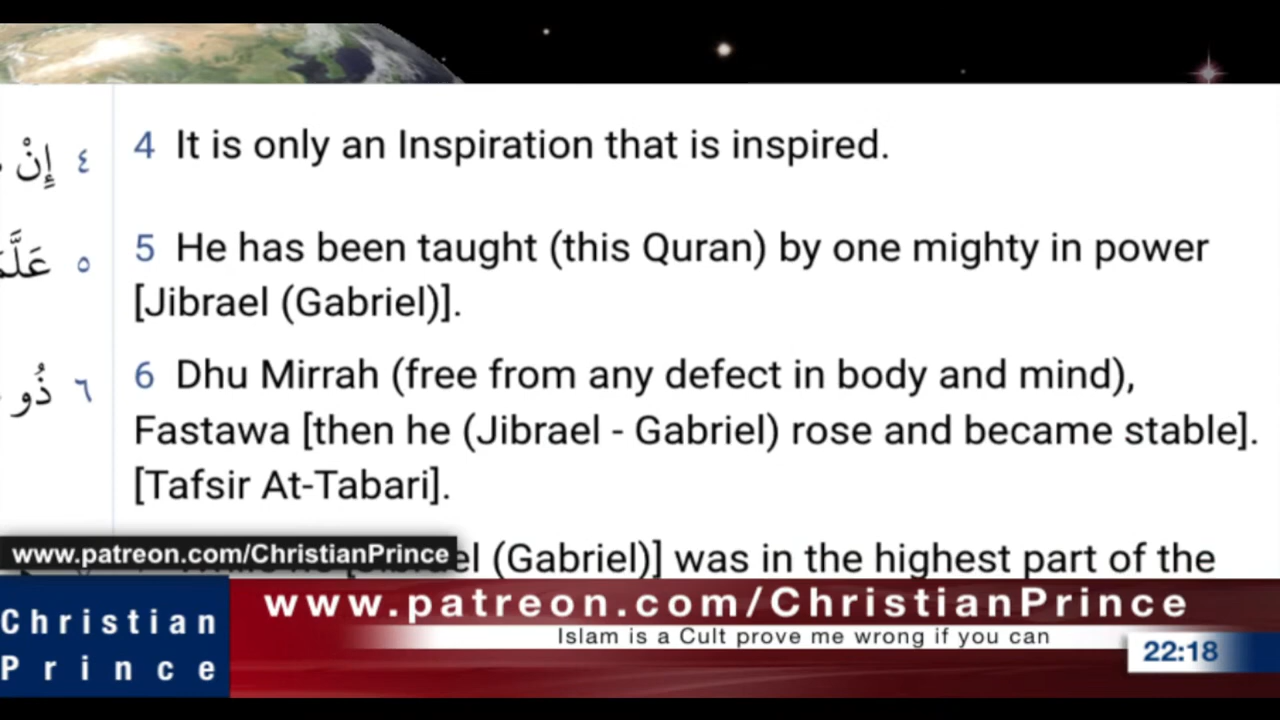 ٤ إِنْ
4 It is only an Inspiration that is inspired.
٥
5 He has been taught (this Quran) by one mighty in power
[Jibrael (Gabriel)].
٦ ذُو
6 Dhu Mirrah (free from any defect in body and mind),
Fastawa [then he (Jibrael - Gabriel) rose and became stable].
[Tafsir At-Tabari].
(Gabriel)] was in the highest part of the
www.patreon.com/ChristianPrince
www.patreon.com/ChristianPrince
Islam is a Cult prove me wrong if you can
Christian
Prince
22:18